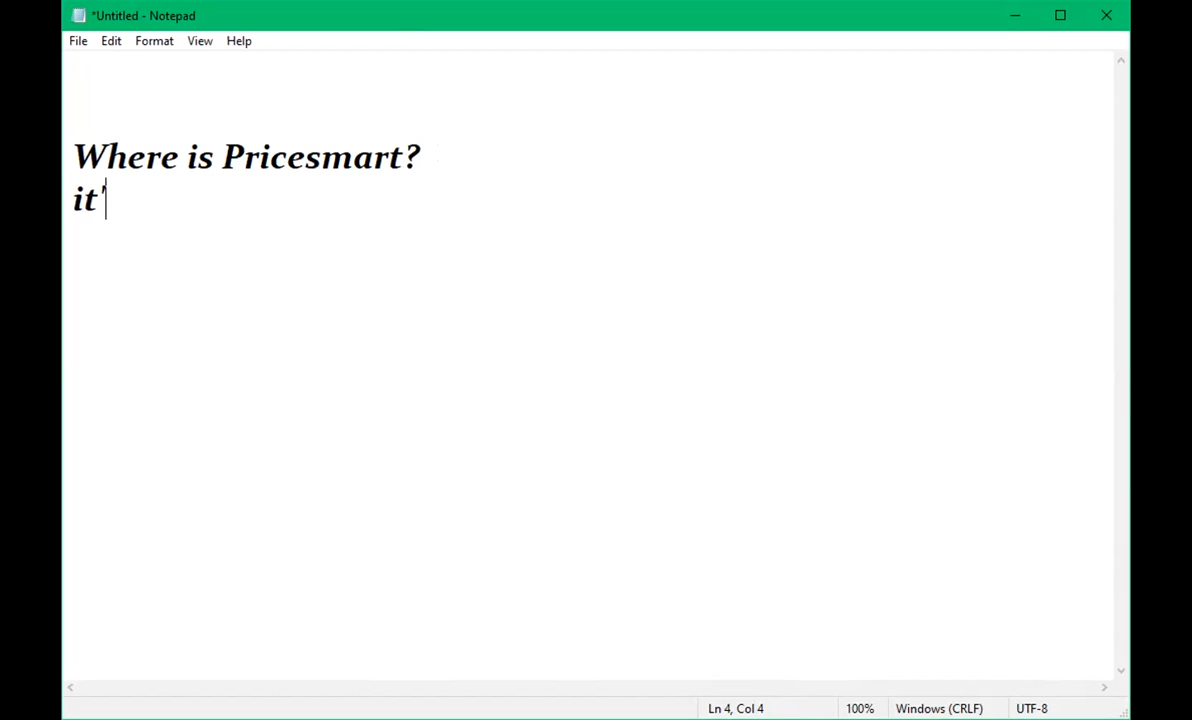 *Untitled - Notepad
File Edit Format View Help
Where is Pricesmart?
it'
Ln 4, Col 4 100% Windows (CRLF) UTF-8